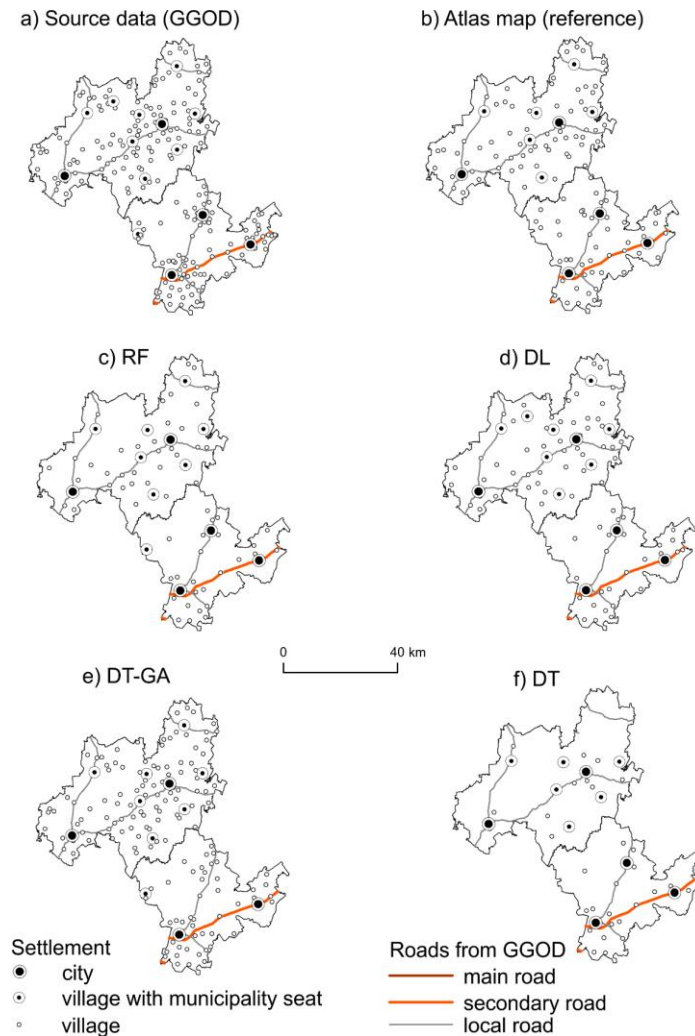 a) Source data (GGOD)
b) Atlas map (reference)
c) RF
d) DL
0
40 km
e) DT-GA
f) DT
Settlement
city
village with municipality seat
village
Roads from GGOD
main road
secondary road
local road